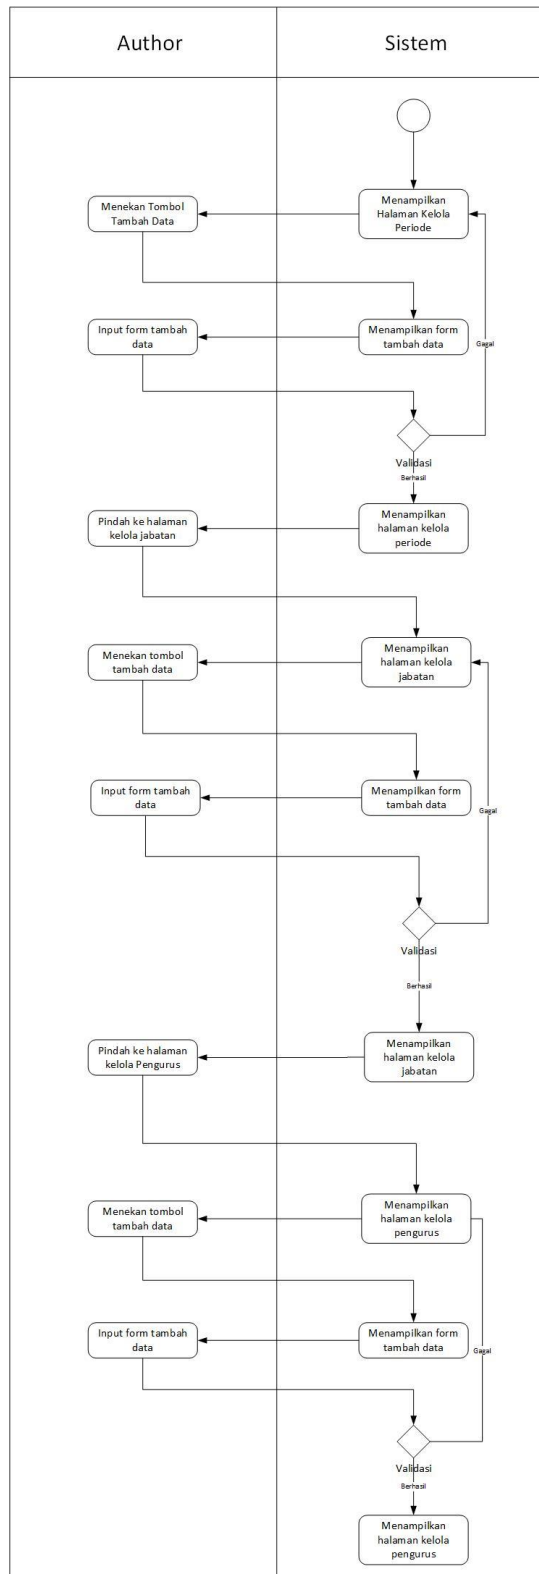 Author
Sistem
Menekan Tombol
Tambah Data
Menampilkan
Halaman Kelola
Periode
Input form tambah
data
Menampilkan form
tambah data
Gagal
Validasi
Berhasil
Pindah ke halaman
kelola jabatan
Menampilkan
halaman kelola
periode
Menekan tombol
tambah data
Menampilkan
halaman kelola
jabatan
Input form tambah
data
Menampilkan form
tambah data
Gagal
Validasi
Berhasil
Pindah ke halaman
kelola Pengurus
Menampilkan
halaman kelola
jabatan
Menekan tombol
tambah data
Menampilkan
halaman kelola
pengurus
Input form tambah
data
Menampilkan form
tambah data
Gagal
Validasi
Berhasil
Menampilkan
halaman kelola
pengurus